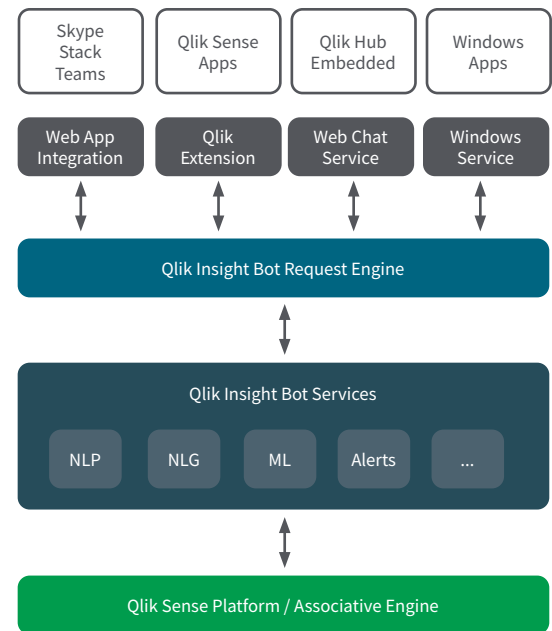 Skype
Stack
Teams
Qlik Sense
Apps
Qlik Hub
Embedded
Windows
Apps
Web App
Integration
Qlik
Extension
Web Chat
Service
Windows
Service
Qlik Insight Bot Request Engine
Qlik Insight Bot Services
NLP
NLG
ML
Alerts
...
Qlik Sense Platform / Associative Engine